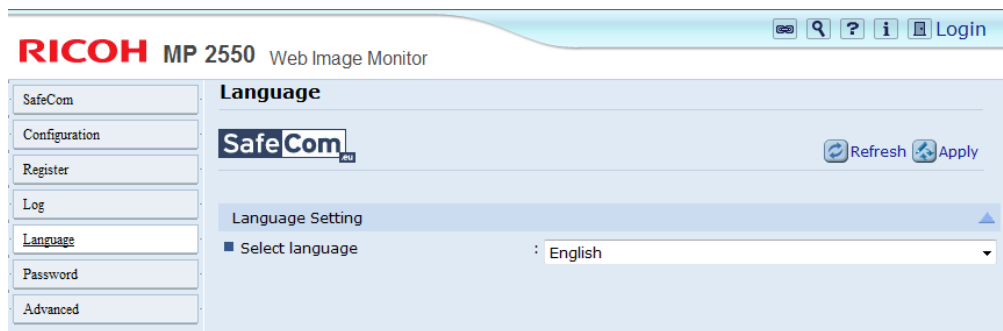 ? i Login
RICOH MP 2550 Web Image Monitor
SafeCom
Configuration
Register
Log
Language
Password
Advanced
Language
SafeCom.eu
Refresh Apply
Language Setting
Select language : English